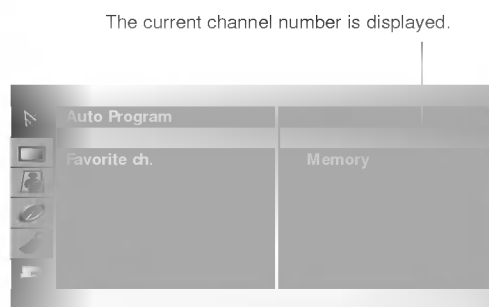 The current channel number is displayed.
Auto Program
Favorite ch.
Memory